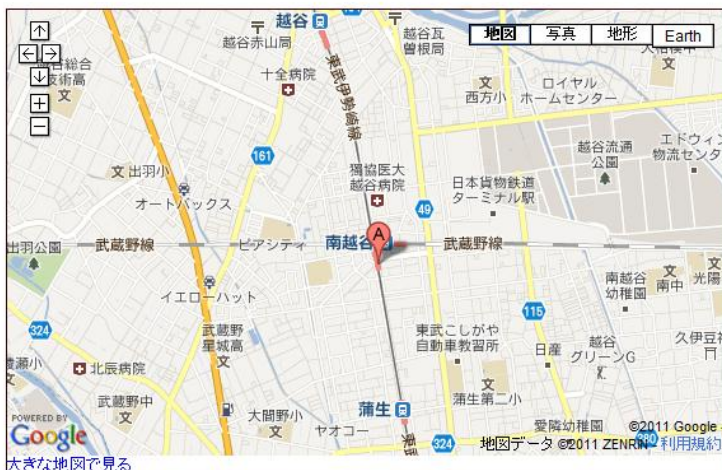 越谷
越谷赤山局
越谷瓦
曽根局
地図
写真
地形
Earth
越谷総合
技術高
十全病院
東武伊勢崎線
西方小
ロイヤル
ホームセンター
大相模中
161
越谷流通
公園
エドウィン
物流センタ
出羽小
オートバックス
獨協医大
越谷病院
49
日本貨物鉄道
ターミナル駅
出羽公園
武蔵野線
ピアシティ
南越谷
A
武蔵野線
イエローハット
南越谷
幼稚園
南中
光陽
324
武蔵野
星城高
115
東武こしがや
自動車教習所
日産
越谷
グリーンG
久伊豆神
北辰病院
綾瀬小
武蔵野中
蒲生
蒲生第二小
大間野小
ヤオコー
324
愛隣幼稚園
380
POWERED BY
Google
©2011 Google -
地図データ ©2011 ZENRIN - 利用規約
大きな地図で見る